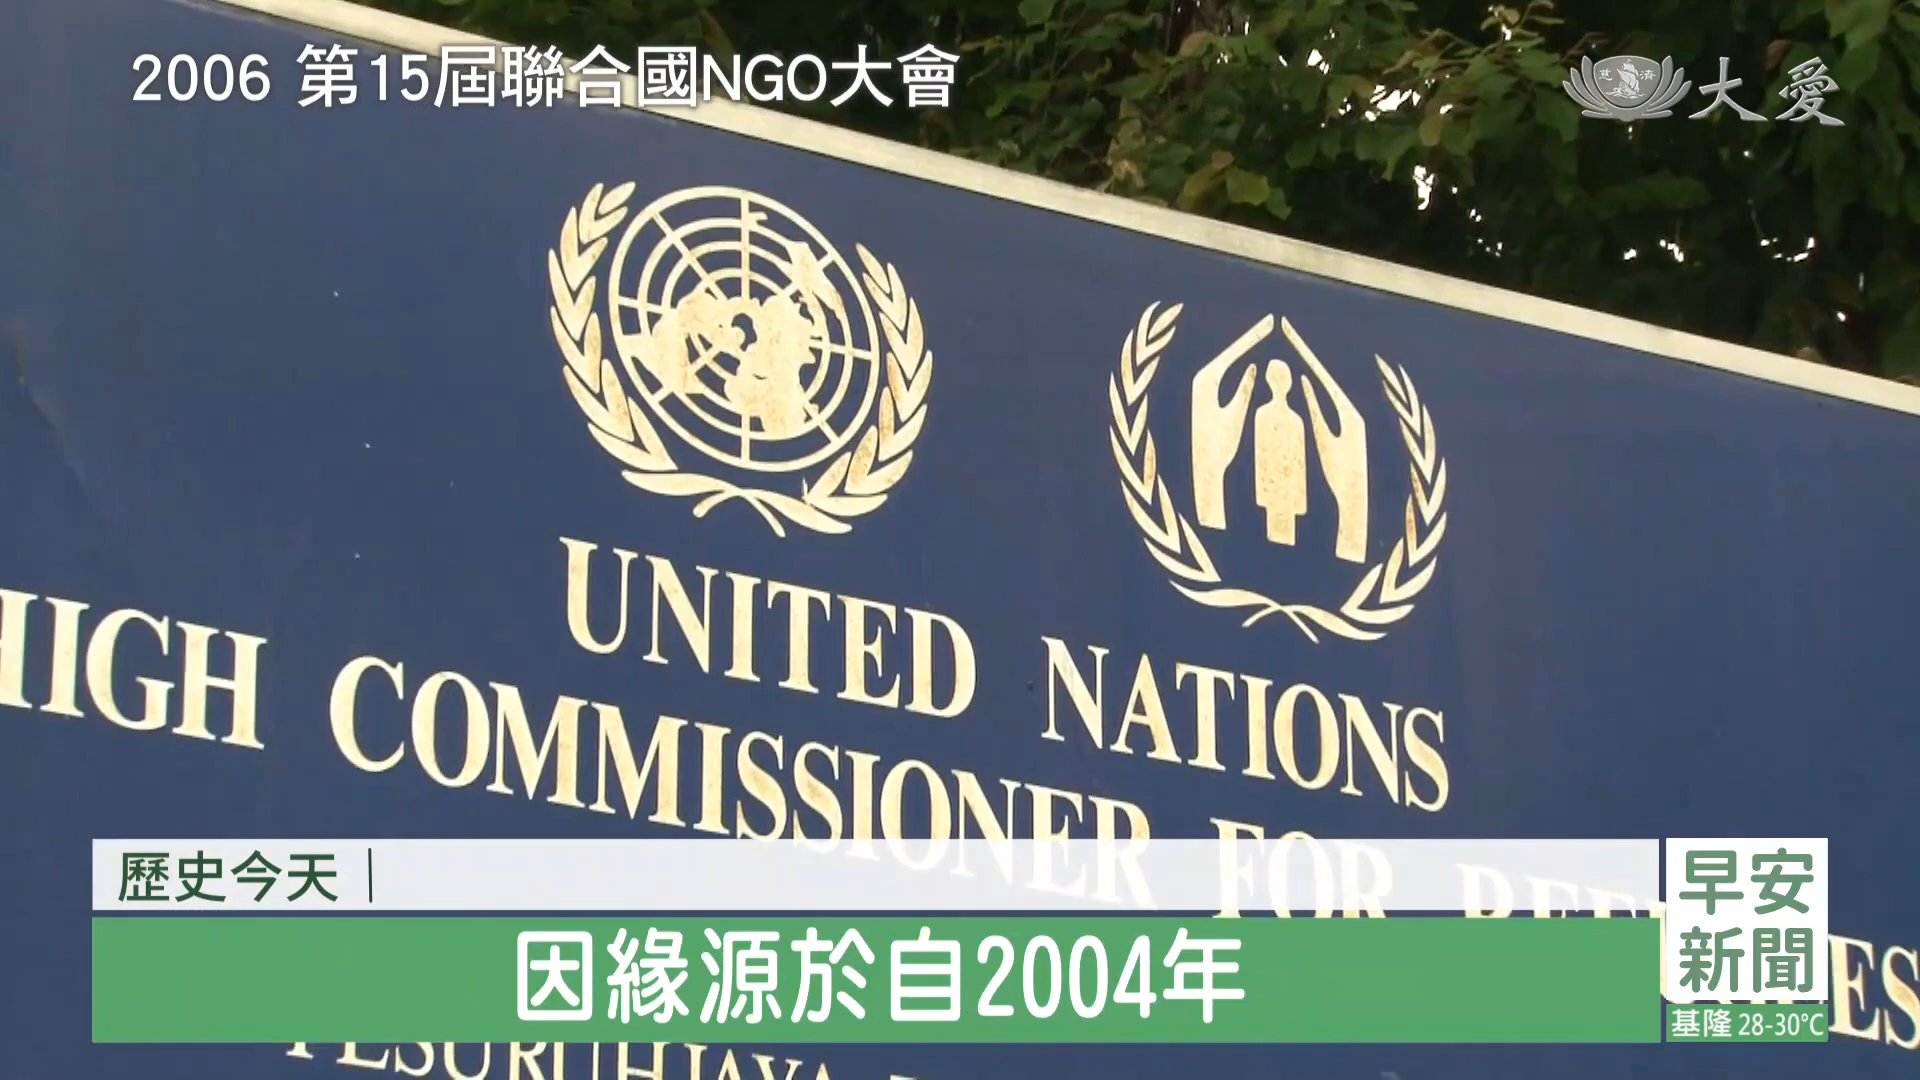 2006 第15屆聯合國NGO大會
慈濟
大愛
UNITED NATIONS
HIGH COMMISSIONER FOR
歷史今天
因緣源於自2004年
早安
新聞
基隆 28-30°C